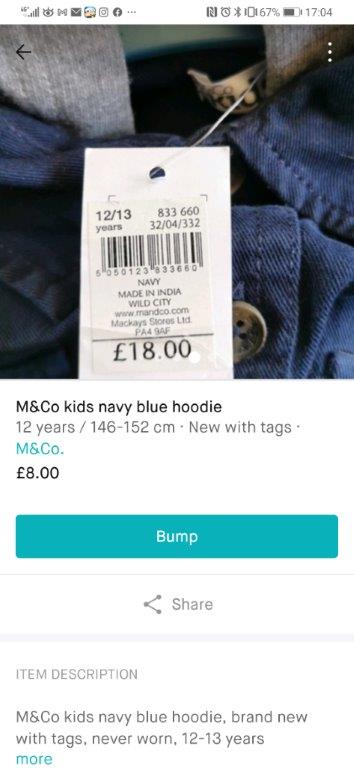 4G 67% 17:04
12/13 833 660
years 32/04/332
5 050123 833660
NAVY
MADE IN INDIA
WILD CITY
www.mandco.com
Mackays Stores Ltd.
PA4 9AF
£18.00
M&Co kids navy blue hoodie
12 years / 146-152 cm · New with tags ·
M&Co.
£8.00
Bump
Share
ITEM DESCRIPTION
M&Co kids navy blue hoodie, brand new
with tags, never worn, 12-13 years
more